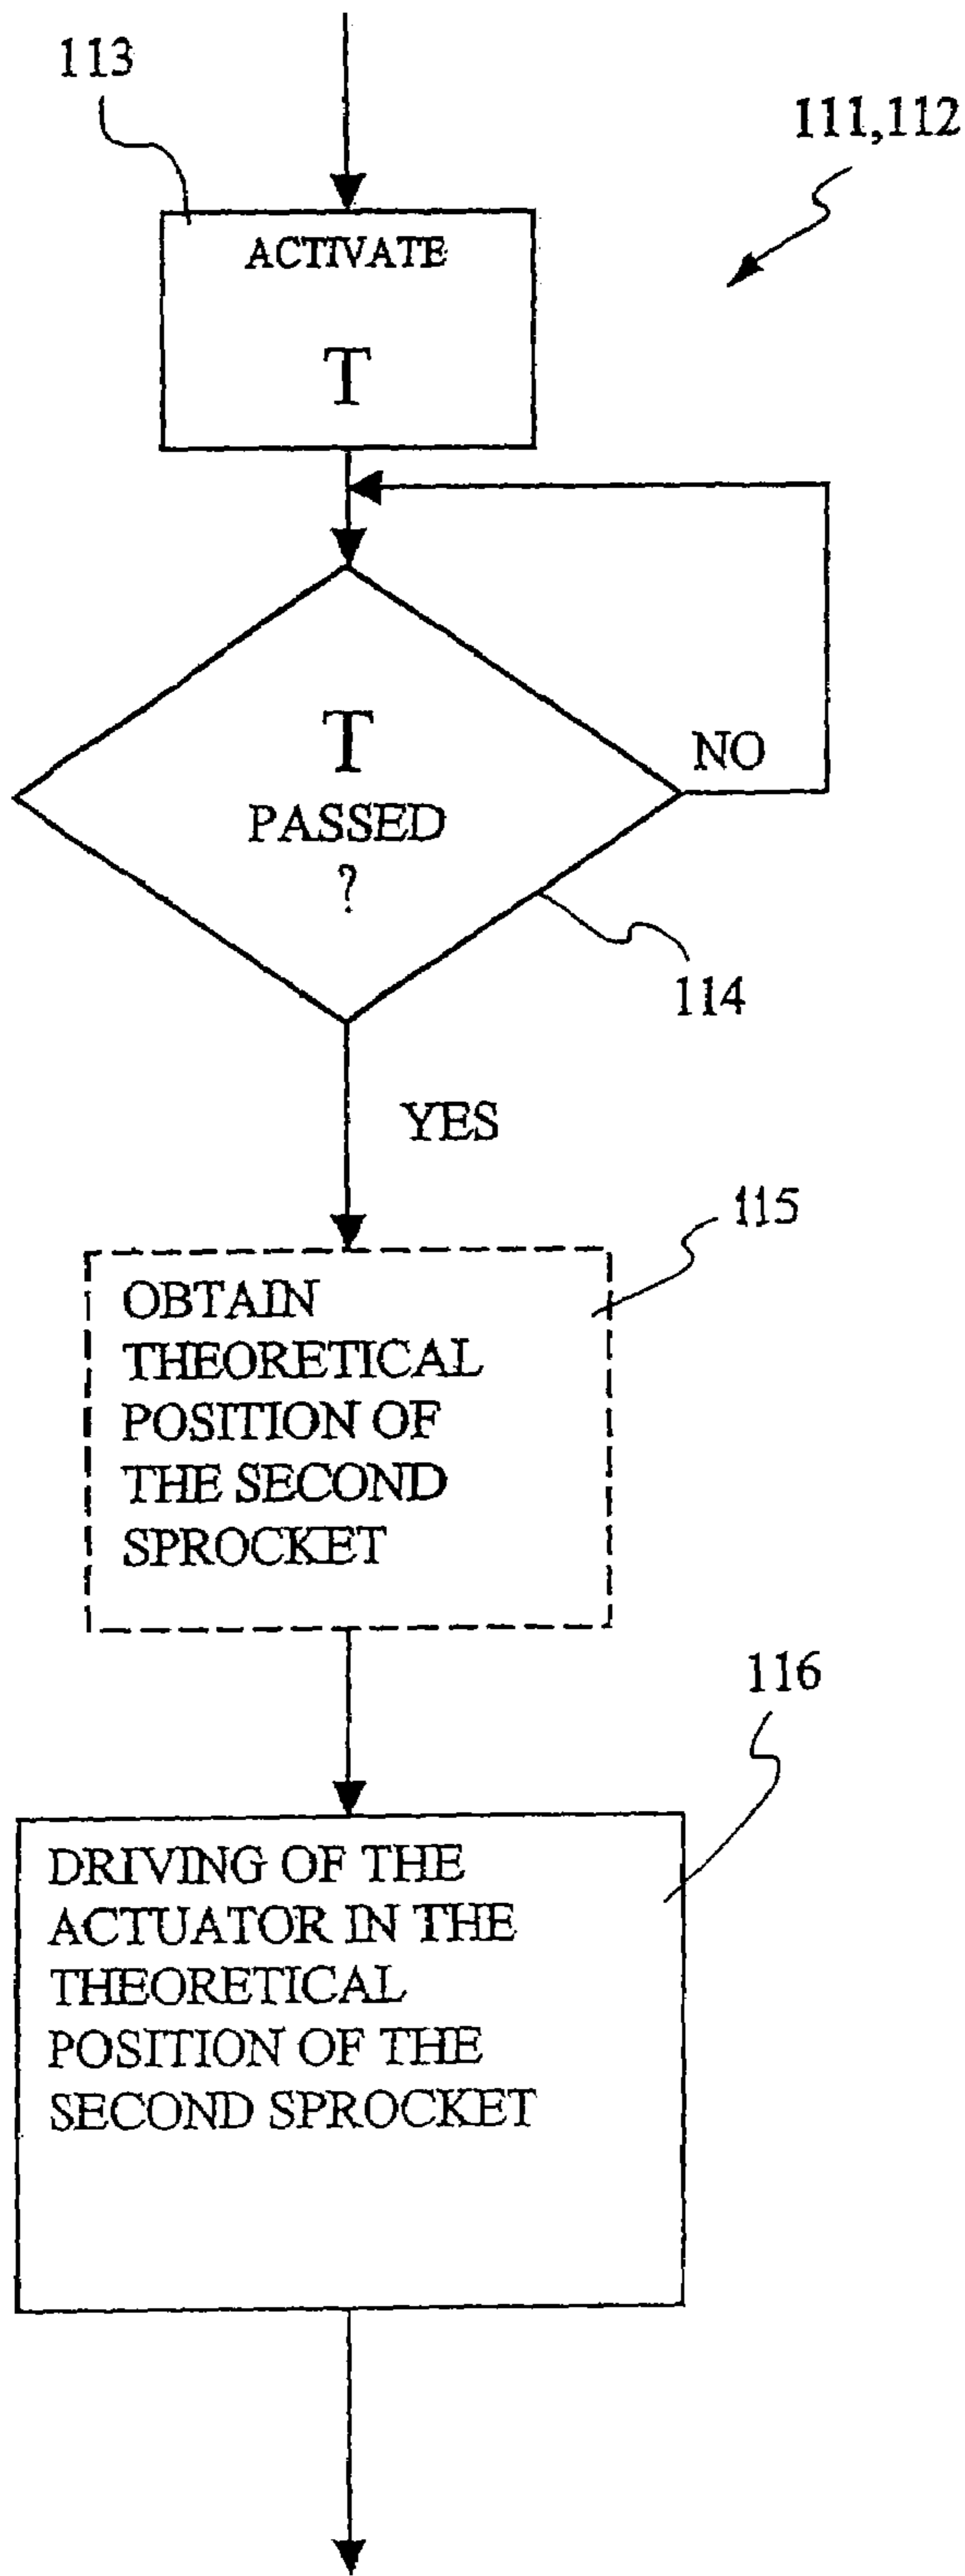 113
111,112
ACTIVATE
T
T
PASSED
?
NO
114
YES
115
OBTAIN
THEORETICAL
POSITION OF
THE SECOND
SPROCKET
116
DRIVING OF THE
ACTUATOR IN THE
THEORETICAL
POSITION OF THE
SECOND SPROCKET